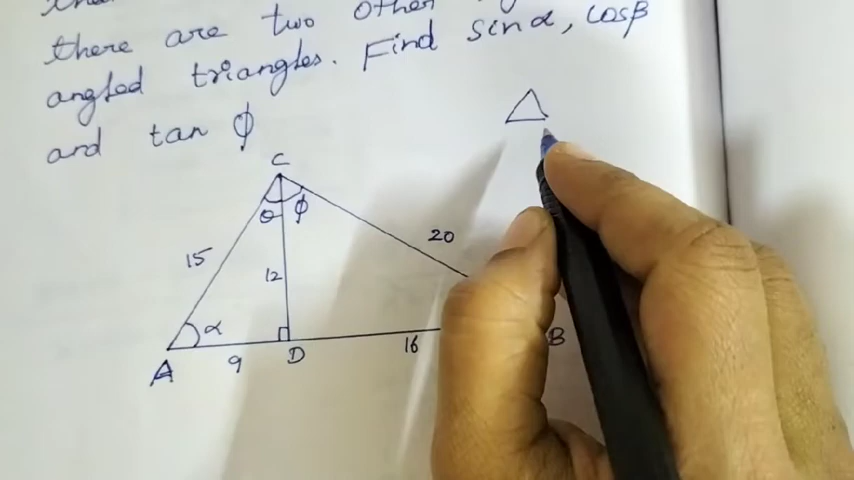 there are two other
angled triangles. Find sin α, cos β
and tan ϕ
C
θ ϕ
20
15
12
α
B
A 9 D 16